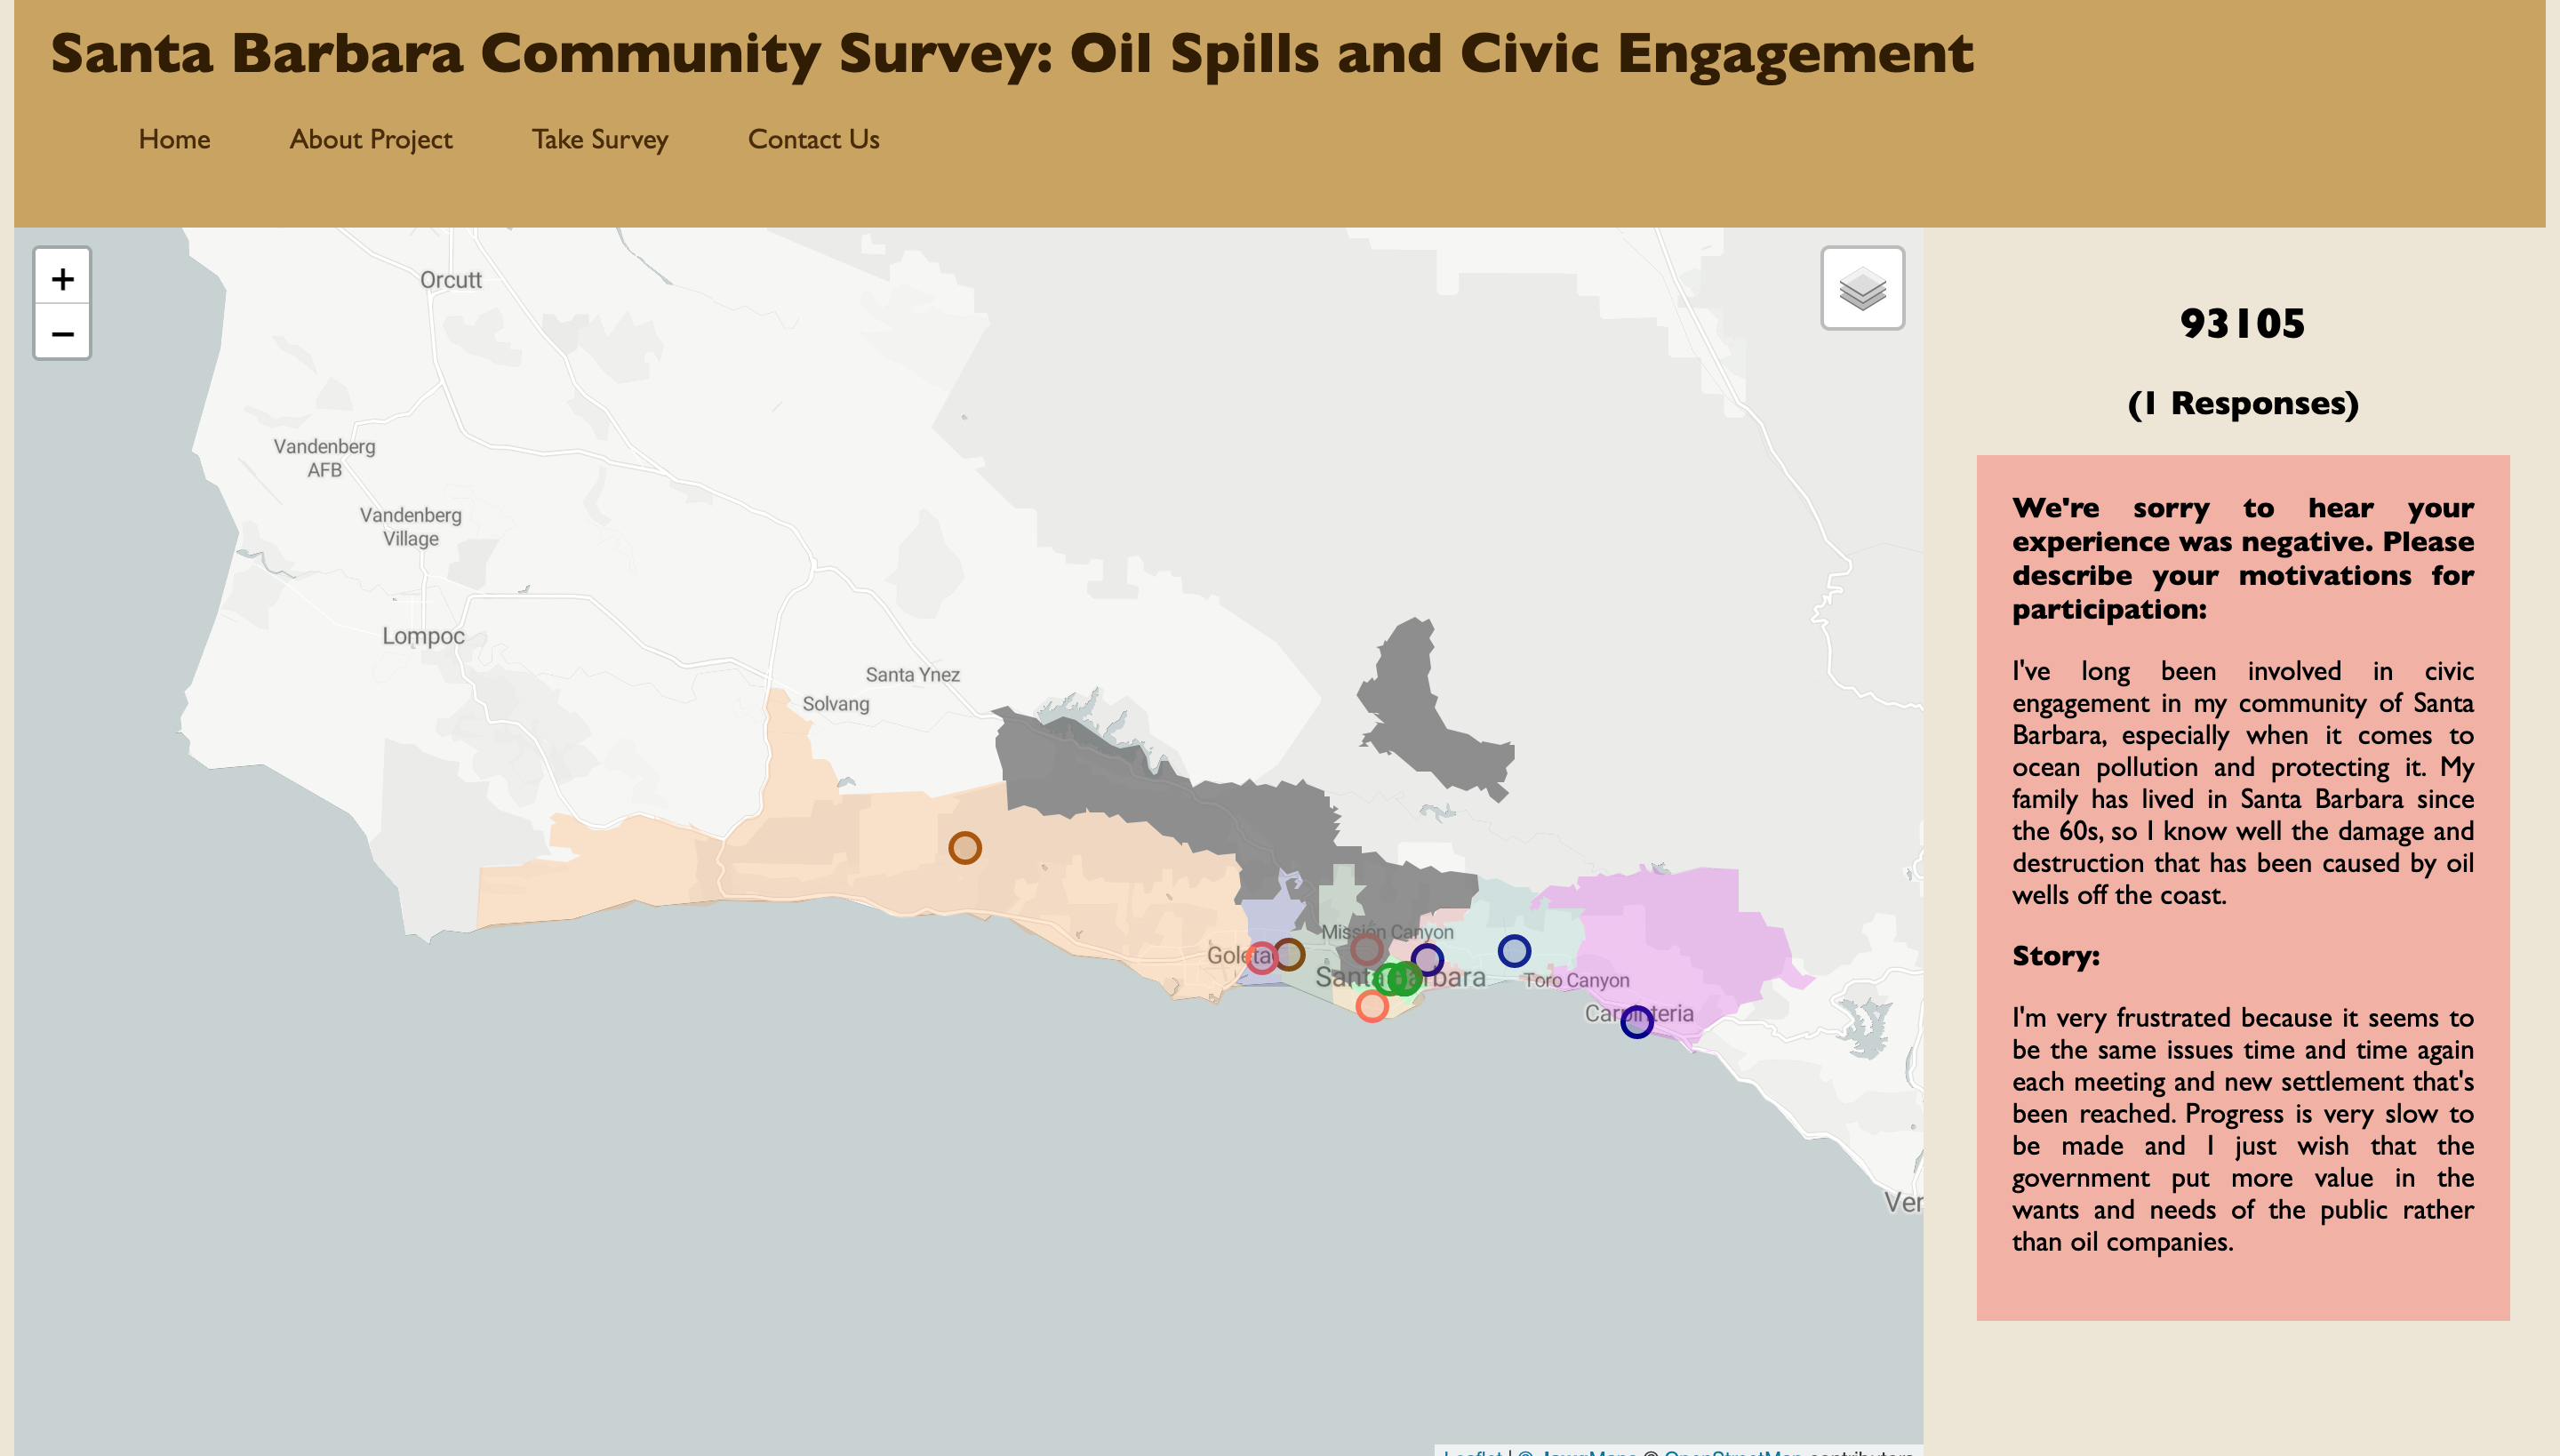 Santa Barbara Community Survey: Oil Spills and Civic Engagement
Home About Project Take Survey Contact Us
+
−
Orcutt
Vandenberg
AFB
Vandenberg
Village
Lompoc
Santa Ynez
Solvang
Mission Canyon
Goleta
Santa Barbara
Toro Canyon
Carpinteria
Ver
93105
(1 Responses)
We're sorry to hear your
experience was negative. Please
describe your motivations for
participation:
I've long been involved in civic
engagement in my community of Santa
Barbara, especially when it comes to
ocean pollution and protecting it. My
family has lived in Santa Barbara since
the 60s, so I know well the damage and
destruction that has been caused by oil
wells off the coast.
Story:
I'm very frustrated because it seems to
be the same issues time and time again
each meeting and new settlement that's
been reached. Progress is very slow to
be made and I just wish that the
government put more value in the
wants and needs of the public rather
than oil companies.
Leaflet | © JawgMaps © OpenStreetMap contributors